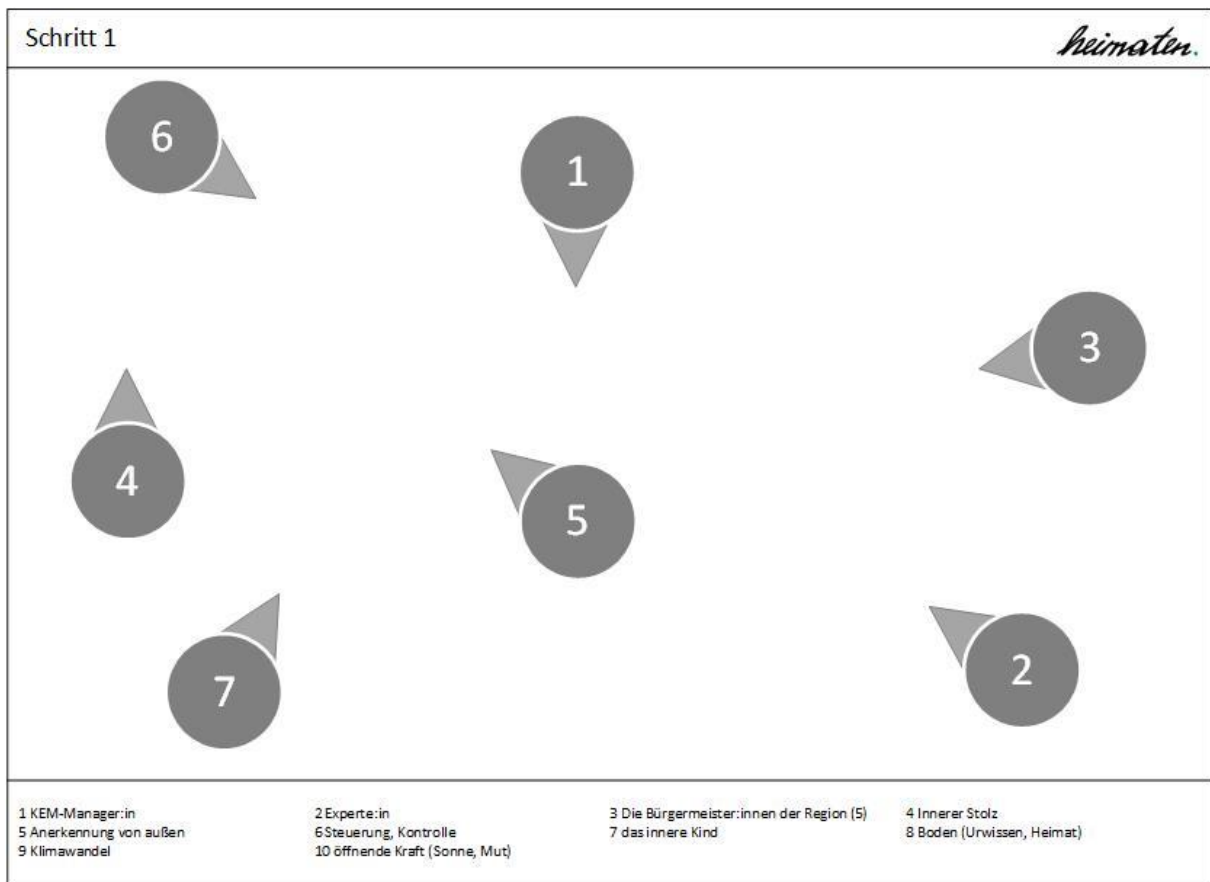 Schritt 1
heimaten.
6
1
3
4
5
7
2
1 KEM-Manager:in
2 Experte:in
3 Die Bürgermeister:innen der Region (5)
4 Innerer Stolz
5 Anerkennung von außen
6 Steuerung, Kontrolle
7 das innere Kind
8 Boden (Urwissen, Heimat)
9 Klimawandel
10 öffnende Kraft (Sonne, Mut)